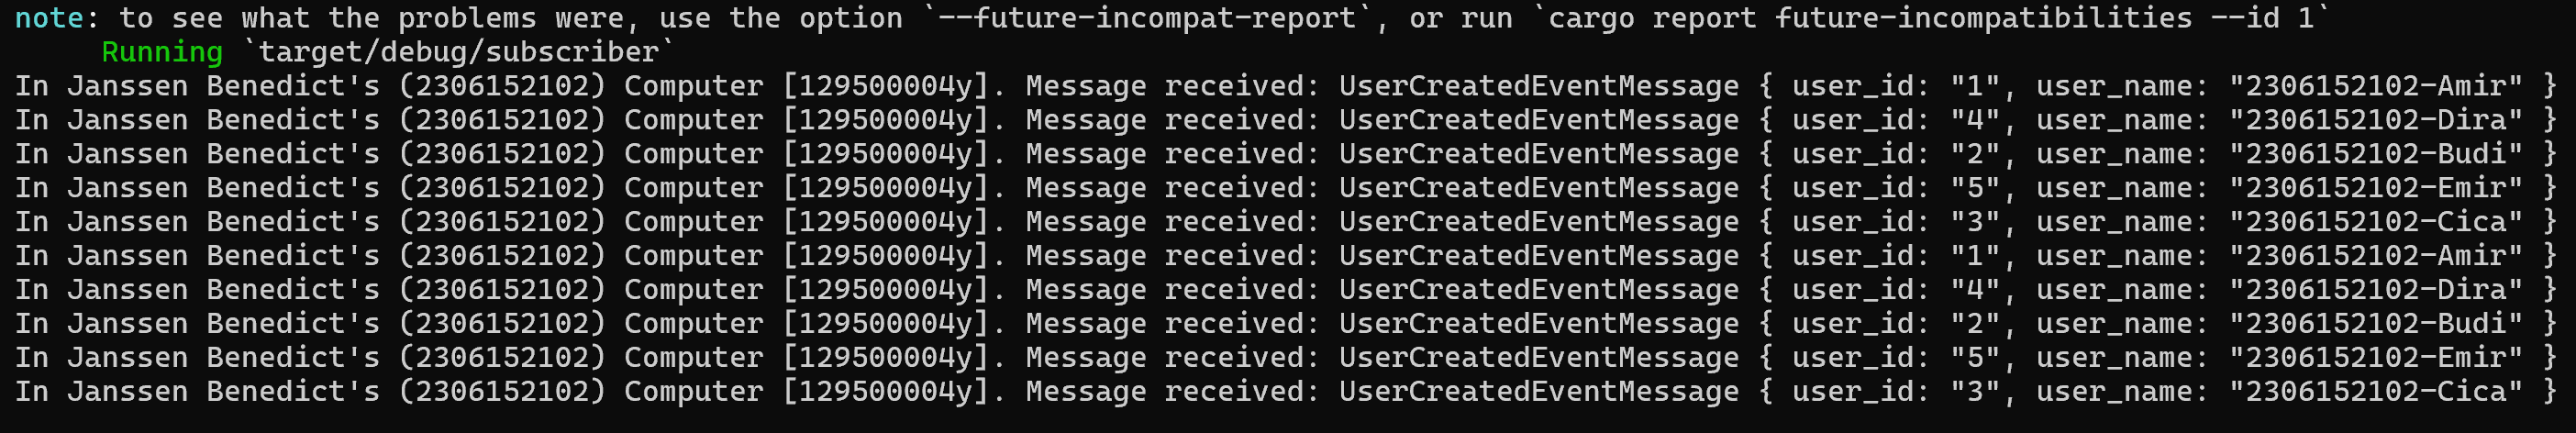 note: to see what the problems were, use the option `--future-incompat-report`, or run `cargo report future-incompatibilities --id 1`
Running `target/debug/subscriber`
In Janssen Benedict's (2306152102) Computer [129500004y]. Message received: UserCreatedEventMessage { user_id: "1", user_name: "2306152102-Amir" }
In Janssen Benedict's (2306152102) Computer [129500004y]. Message received: UserCreatedEventMessage { user_id: "4", user_name: "2306152102-Dira" }
In Janssen Benedict's (2306152102) Computer [129500004y]. Message received: UserCreatedEventMessage { user_id: "2", user_name: "2306152102-Budi" }
In Janssen Benedict's (2306152102) Computer [129500004y]. Message received: UserCreatedEventMessage { user_id: "5", user_name: "2306152102-Emir" }
In Janssen Benedict's (2306152102) Computer [129500004y]. Message received: UserCreatedEventMessage { user_id: "3", user_name: "2306152102-Cica" }
In Janssen Benedict's (2306152102) Computer [129500004y]. Message received: UserCreatedEventMessage { user_id: "1", user_name: "2306152102-Amir" }
In Janssen Benedict's (2306152102) Computer [129500004y]. Message received: UserCreatedEventMessage { user_id: "4", user_name: "2306152102-Dira" }
In Janssen Benedict's (2306152102) Computer [129500004y]. Message received: UserCreatedEventMessage { user_id: "2", user_name: "2306152102-Budi" }
In Janssen Benedict's (2306152102) Computer [129500004y]. Message received: UserCreatedEventMessage { user_id: "5", user_name: "2306152102-Emir" }
In Janssen Benedict's (2306152102) Computer [129500004y]. Message received: UserCreatedEventMessage { user_id: "3", user_name: "2306152102-Cica" }